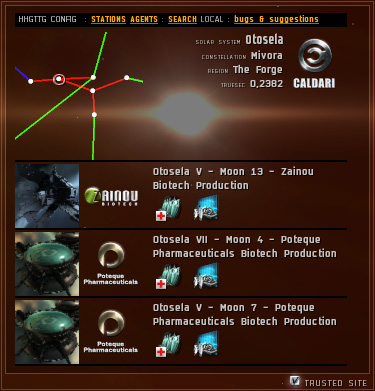 HHGTTG CONFIG : STATIONS AGENTS : SEARCH LOCAL : bugs & suggestions
SOLAR SYSTEM Otosela
CONSTELLATION Mivora
REGION The Forge
TRUESEC 0,2382
CALDARI
Otosela V - Moon 13 - Zainou
Biotech Production
ZAINOU
BIOTECH
Otosela VII - Moon 4 - Poteque
Pharmaceuticals Biotech Production
Poteque
Pharmaceuticals
Otosela V - Moon 7 - Poteque
Pharmaceuticals Biotech Production
Poteque
Pharmaceuticals
TRUSTED SITE